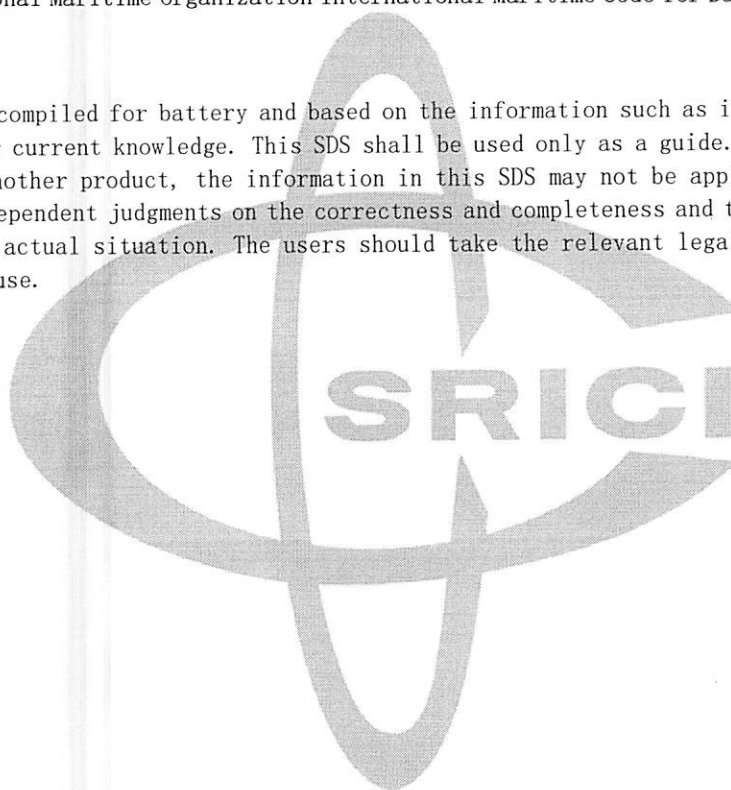 compiled for battery and based on the information such as i
current knowledge. This SDS shall be used only as a guide.
nother product, the information in this SDS may not be appl
ependent judgments on the correctness and completeness and t
actual situation. The users should take the relevant lega
use.
SRICI